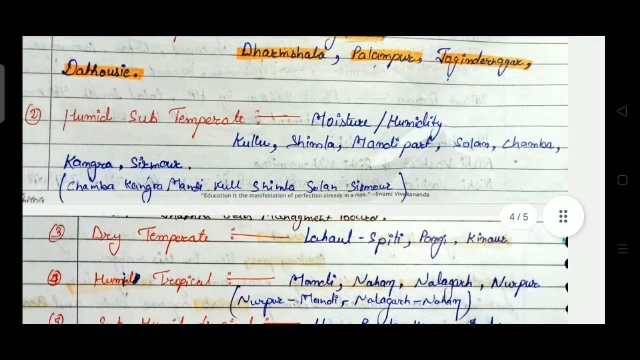 Dharmshala, Palampur, Jogindernagar,
Dalhousie.
(2) Humid Sub Temperate :- Moisture/Humidity
Kullu, Shimla, Mandi part, Solan, Chamba,
Kangra, Sirmour.
(Chamba Kangra Mandi Kull Shimla Solan Sirmour)
"Education is the manifestation of perfection already in a man." –Swami Vivekananda
4/5
(3) Dry Temperate :- Lahaul-Spiti, Pangi, Kinaur
(4) Humid Tropical :- Mandi, Nahan, Nalagarh, Nurpur
(Nurpur-Mandi-Nalagarh-Nahan)